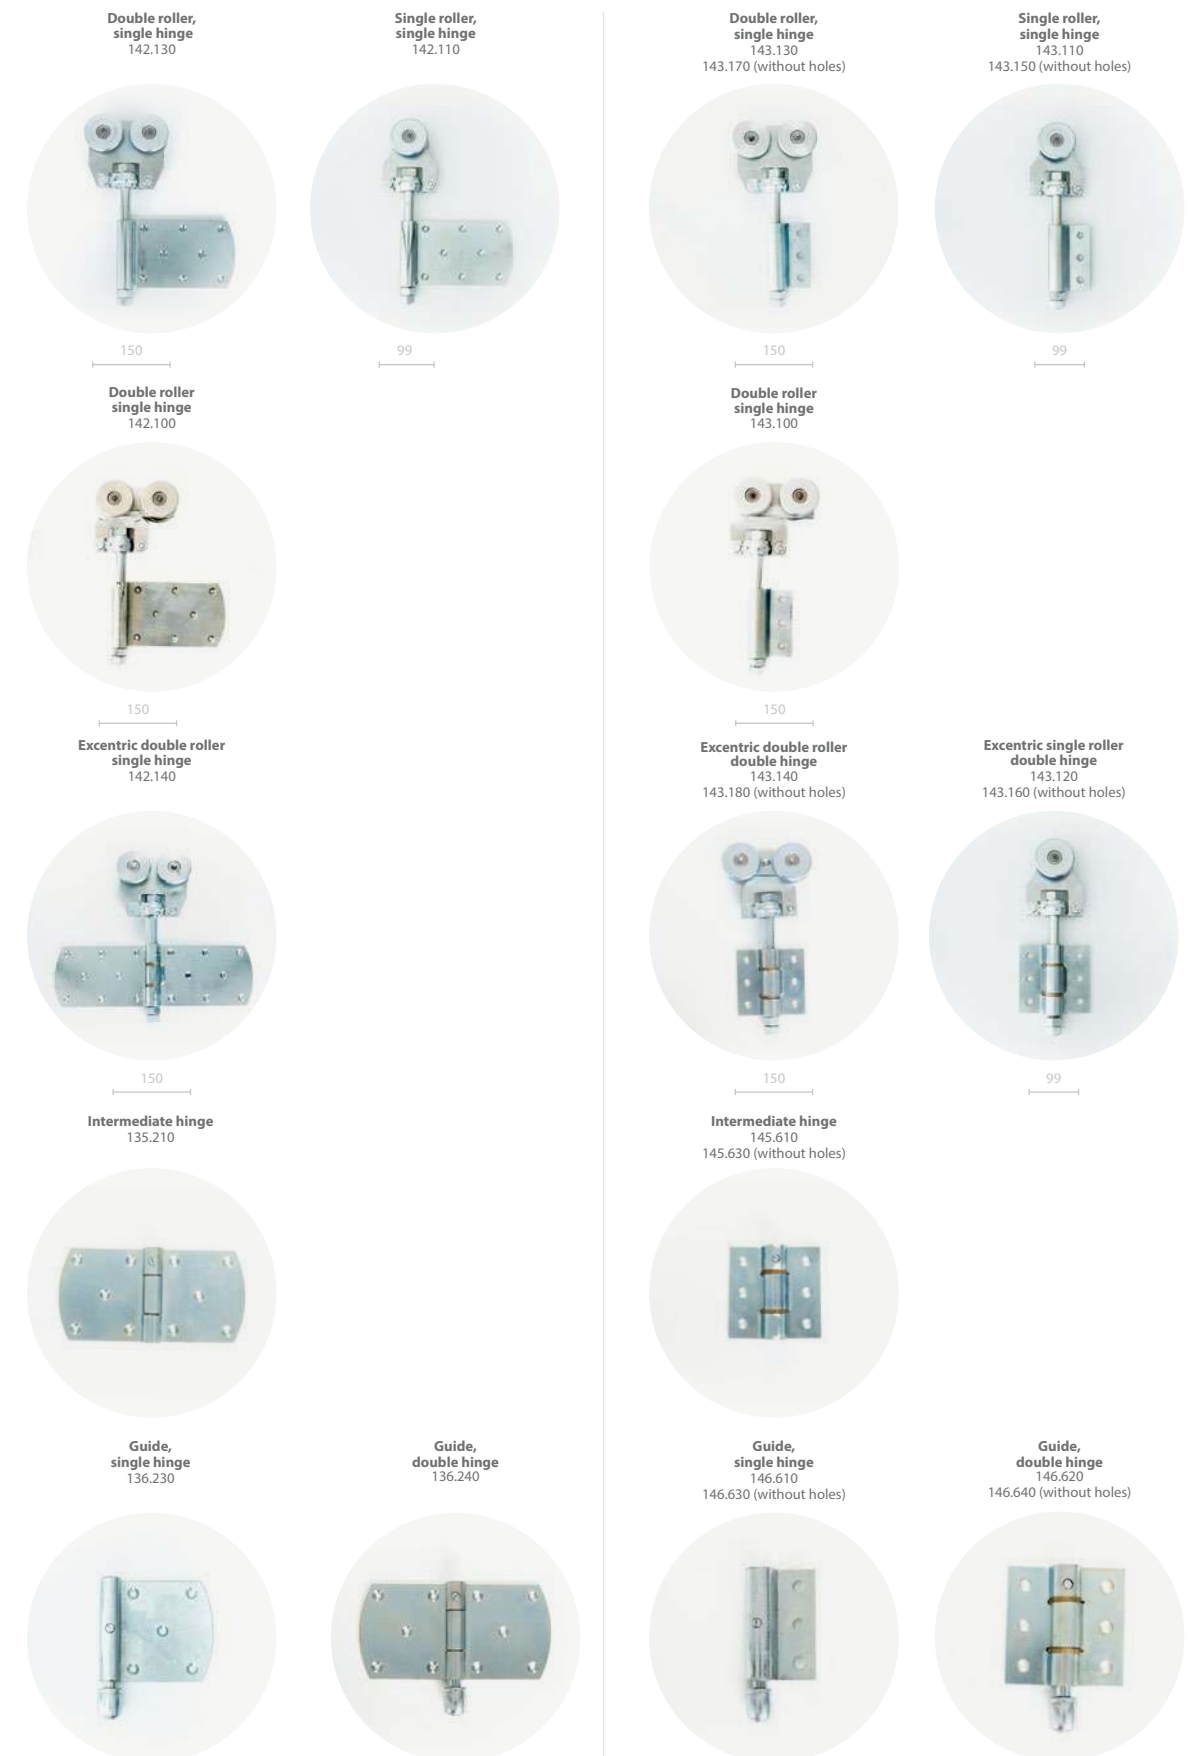 Double roller,
single hinge
142.130
Single roller,
single hinge
142.110
150
99
Double roller
single hinge
142.100
150
Excentric double roller
single hinge
142.140
150
Intermediate hinge
135.210
Guide,
single hinge
136.230
Guide,
double hinge
136.240
Double roller,
single hinge
143.130
143.170 (without holes)
Single roller,
single hinge
143.110
143.150 (without holes)
150
99
Double roller
single hinge
143.100
150
Excentric double roller
double hinge
143.140
143.180 (without holes)
Excentric single roller
double hinge
143.120
143.160 (without holes)
150
99
Intermediate hinge
145.610
145.630 (without holes)
Guide,
single hinge
146.610
146.630 (without holes)
Guide,
double hinge
146.620
146.640 (without holes)